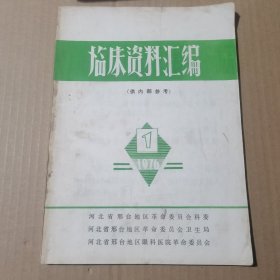 临床资料汇编
(供内部参考)
1
1976
河北省邢台地区革命委员会科委
河北省邢台地区革命委员会卫生局
河北省邢台地区眼科医院革命委员会